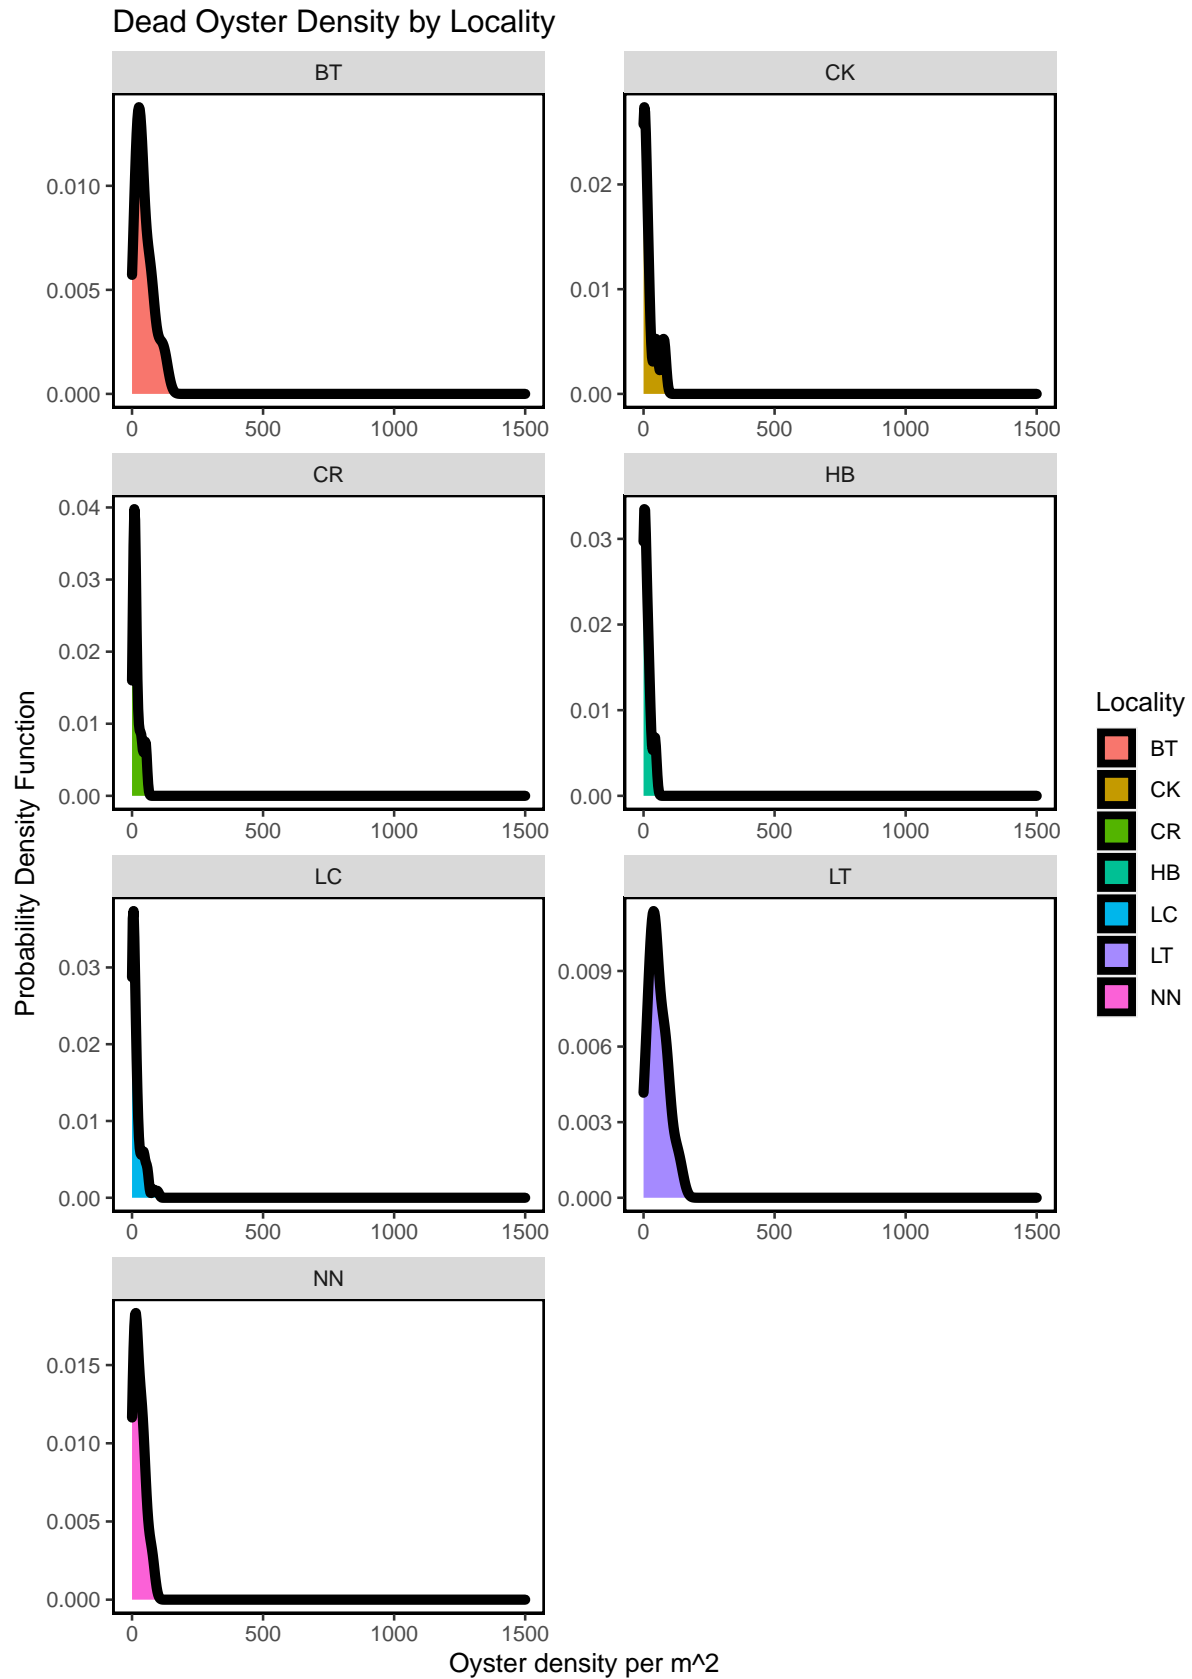 Dead Oyster Density by Locality
BT
0.010
0.005
0.000
0 500 1000 1500
CK
0.02
0.01
0.00
0 500 1000 1500
CR
0.04
0.03
0.02
0.01
0.00
0 500 1000 1500
HB
0.03
0.02
0.01
0.00
0 500 1000 1500
LC
0.03
0.02
0.01
0.00
0 500 1000 1500
LT
0.009
0.006
0.003
0.000
0 500 1000 1500
NN
0.015
0.010
0.005
0.000
0 500 1000 1500
Probability Density Function
Oyster density per m^2
Locality
BT
CK
CR
HB
LC
LT
NN